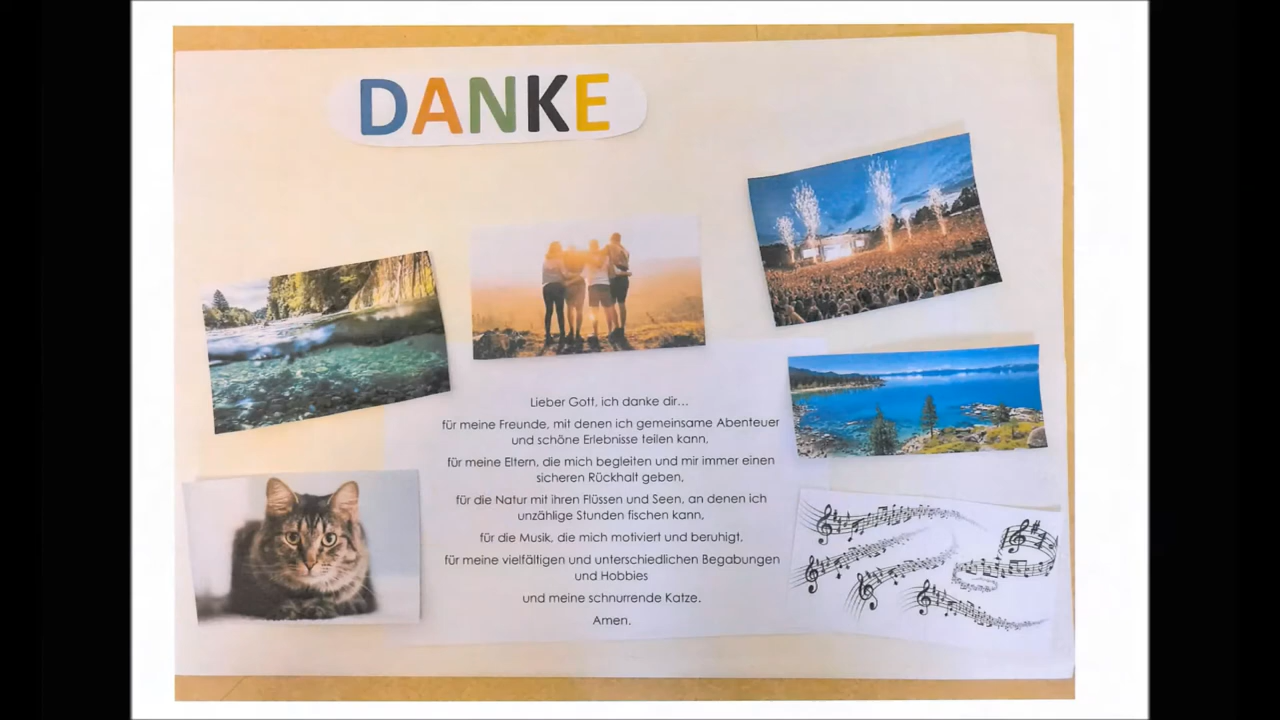 DANKE
Lieber Gott, ich danke dir...
für meine Freunde, mit denen ich gemeinsame Abenteuer
und schöne Erlebnisse teilen kann,
für meine Eltern, die mich begleiten und mir immer einen
sicheren Rückhalt geben,
für die Natur mit ihren Flüssen und Seen, an denen ich
unzählige Stunden fischen kann,
für die Musik, die mich motiviert und beruhigt,
für meine vielfältigen und unterschiedlichen Begabungen
und Hobbies
und meine schnurrende Katze.
Amen.